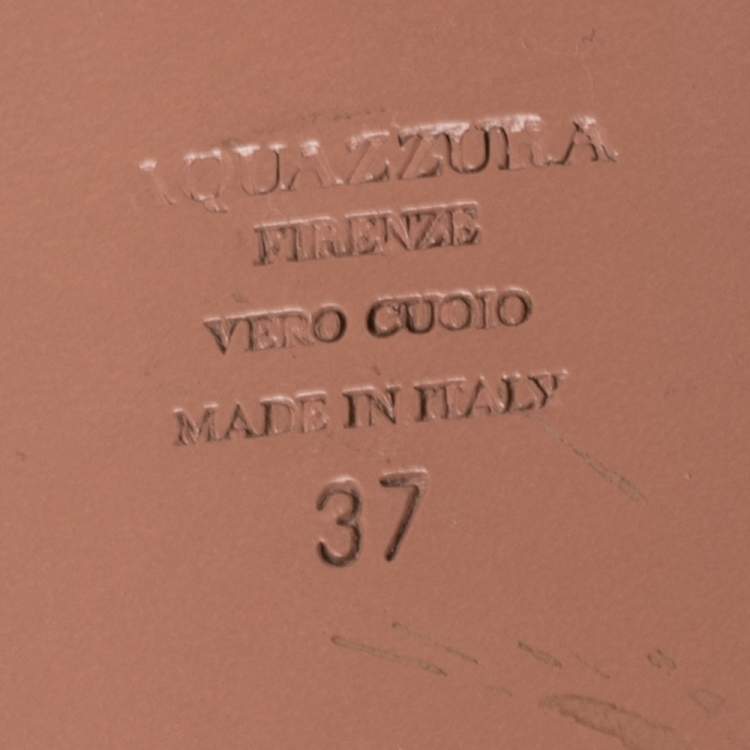 AQUAZZURA
FIRENZE
VERO CUOIO
MADE IN ITALY
37